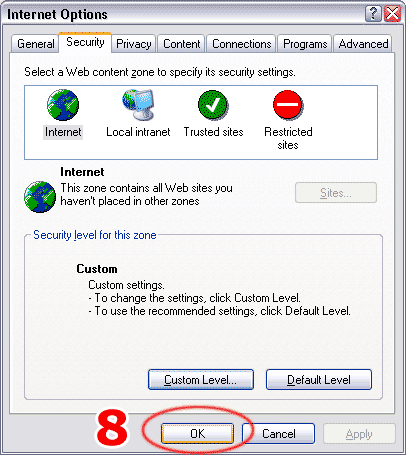 Internet Options
General Security Privacy Content Connections Programs Advanced
Select a Web content zone to specify its security settings.
Internet Local intranet Trusted sites Restricted sites
Internet
This zone contains all Web sites you
haven't placed in other zones
Sites...
Security level for this zone
Custom
Custom settings.
- To change the settings, click Custom Level.
- To use the recommended settings, click Default Level.
Custom Level... Default Level
8 OK Cancel Apply